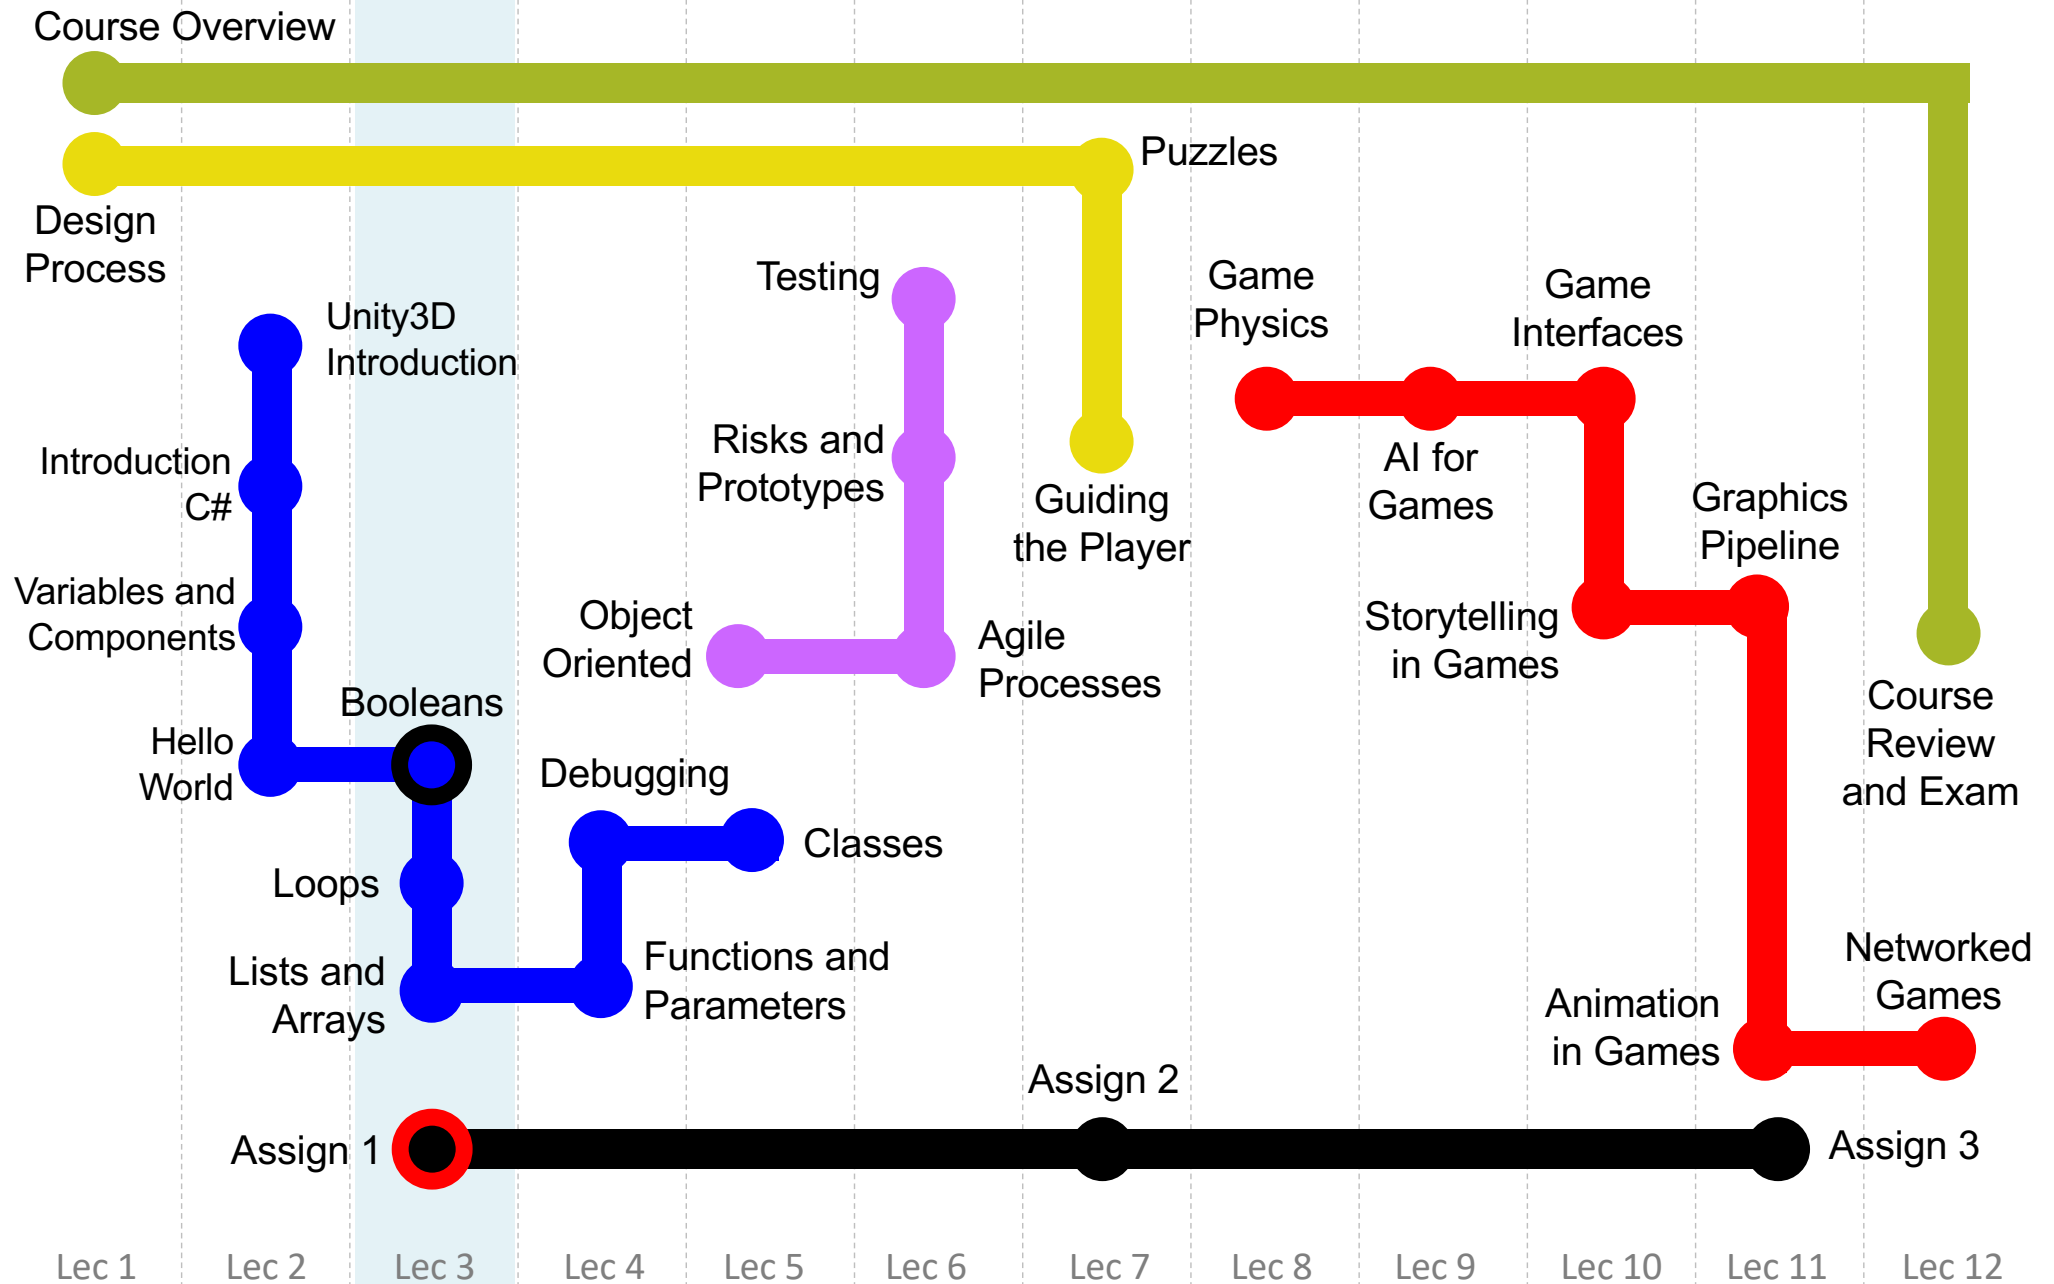 Course Overview
Design
Process
Puzzles
Unity3D
Introduction
Testing
Game
Physics
Game
Interfaces
Introduction
C#
Risks and
Prototypes
Guiding
the Player
AI for
Games
Graphics
Pipeline
Variables and
Components
Object
Oriented
Agile
Processes
Storytelling
in Games
Course
Review
and Exam
Booleans
Hello
World
Debugging
Classes
Loops
Lists and
Arrays
Functions and
Parameters
Animation
in Games
Networked
Games
Assign 1
Assign 2
Assign 3
Lec 1
Lec 2
Lec 3
Lec 4
Lec 5
Lec 6
Lec 7
Lec 8
Lec 9
Lec 10
Lec 11
Lec 12